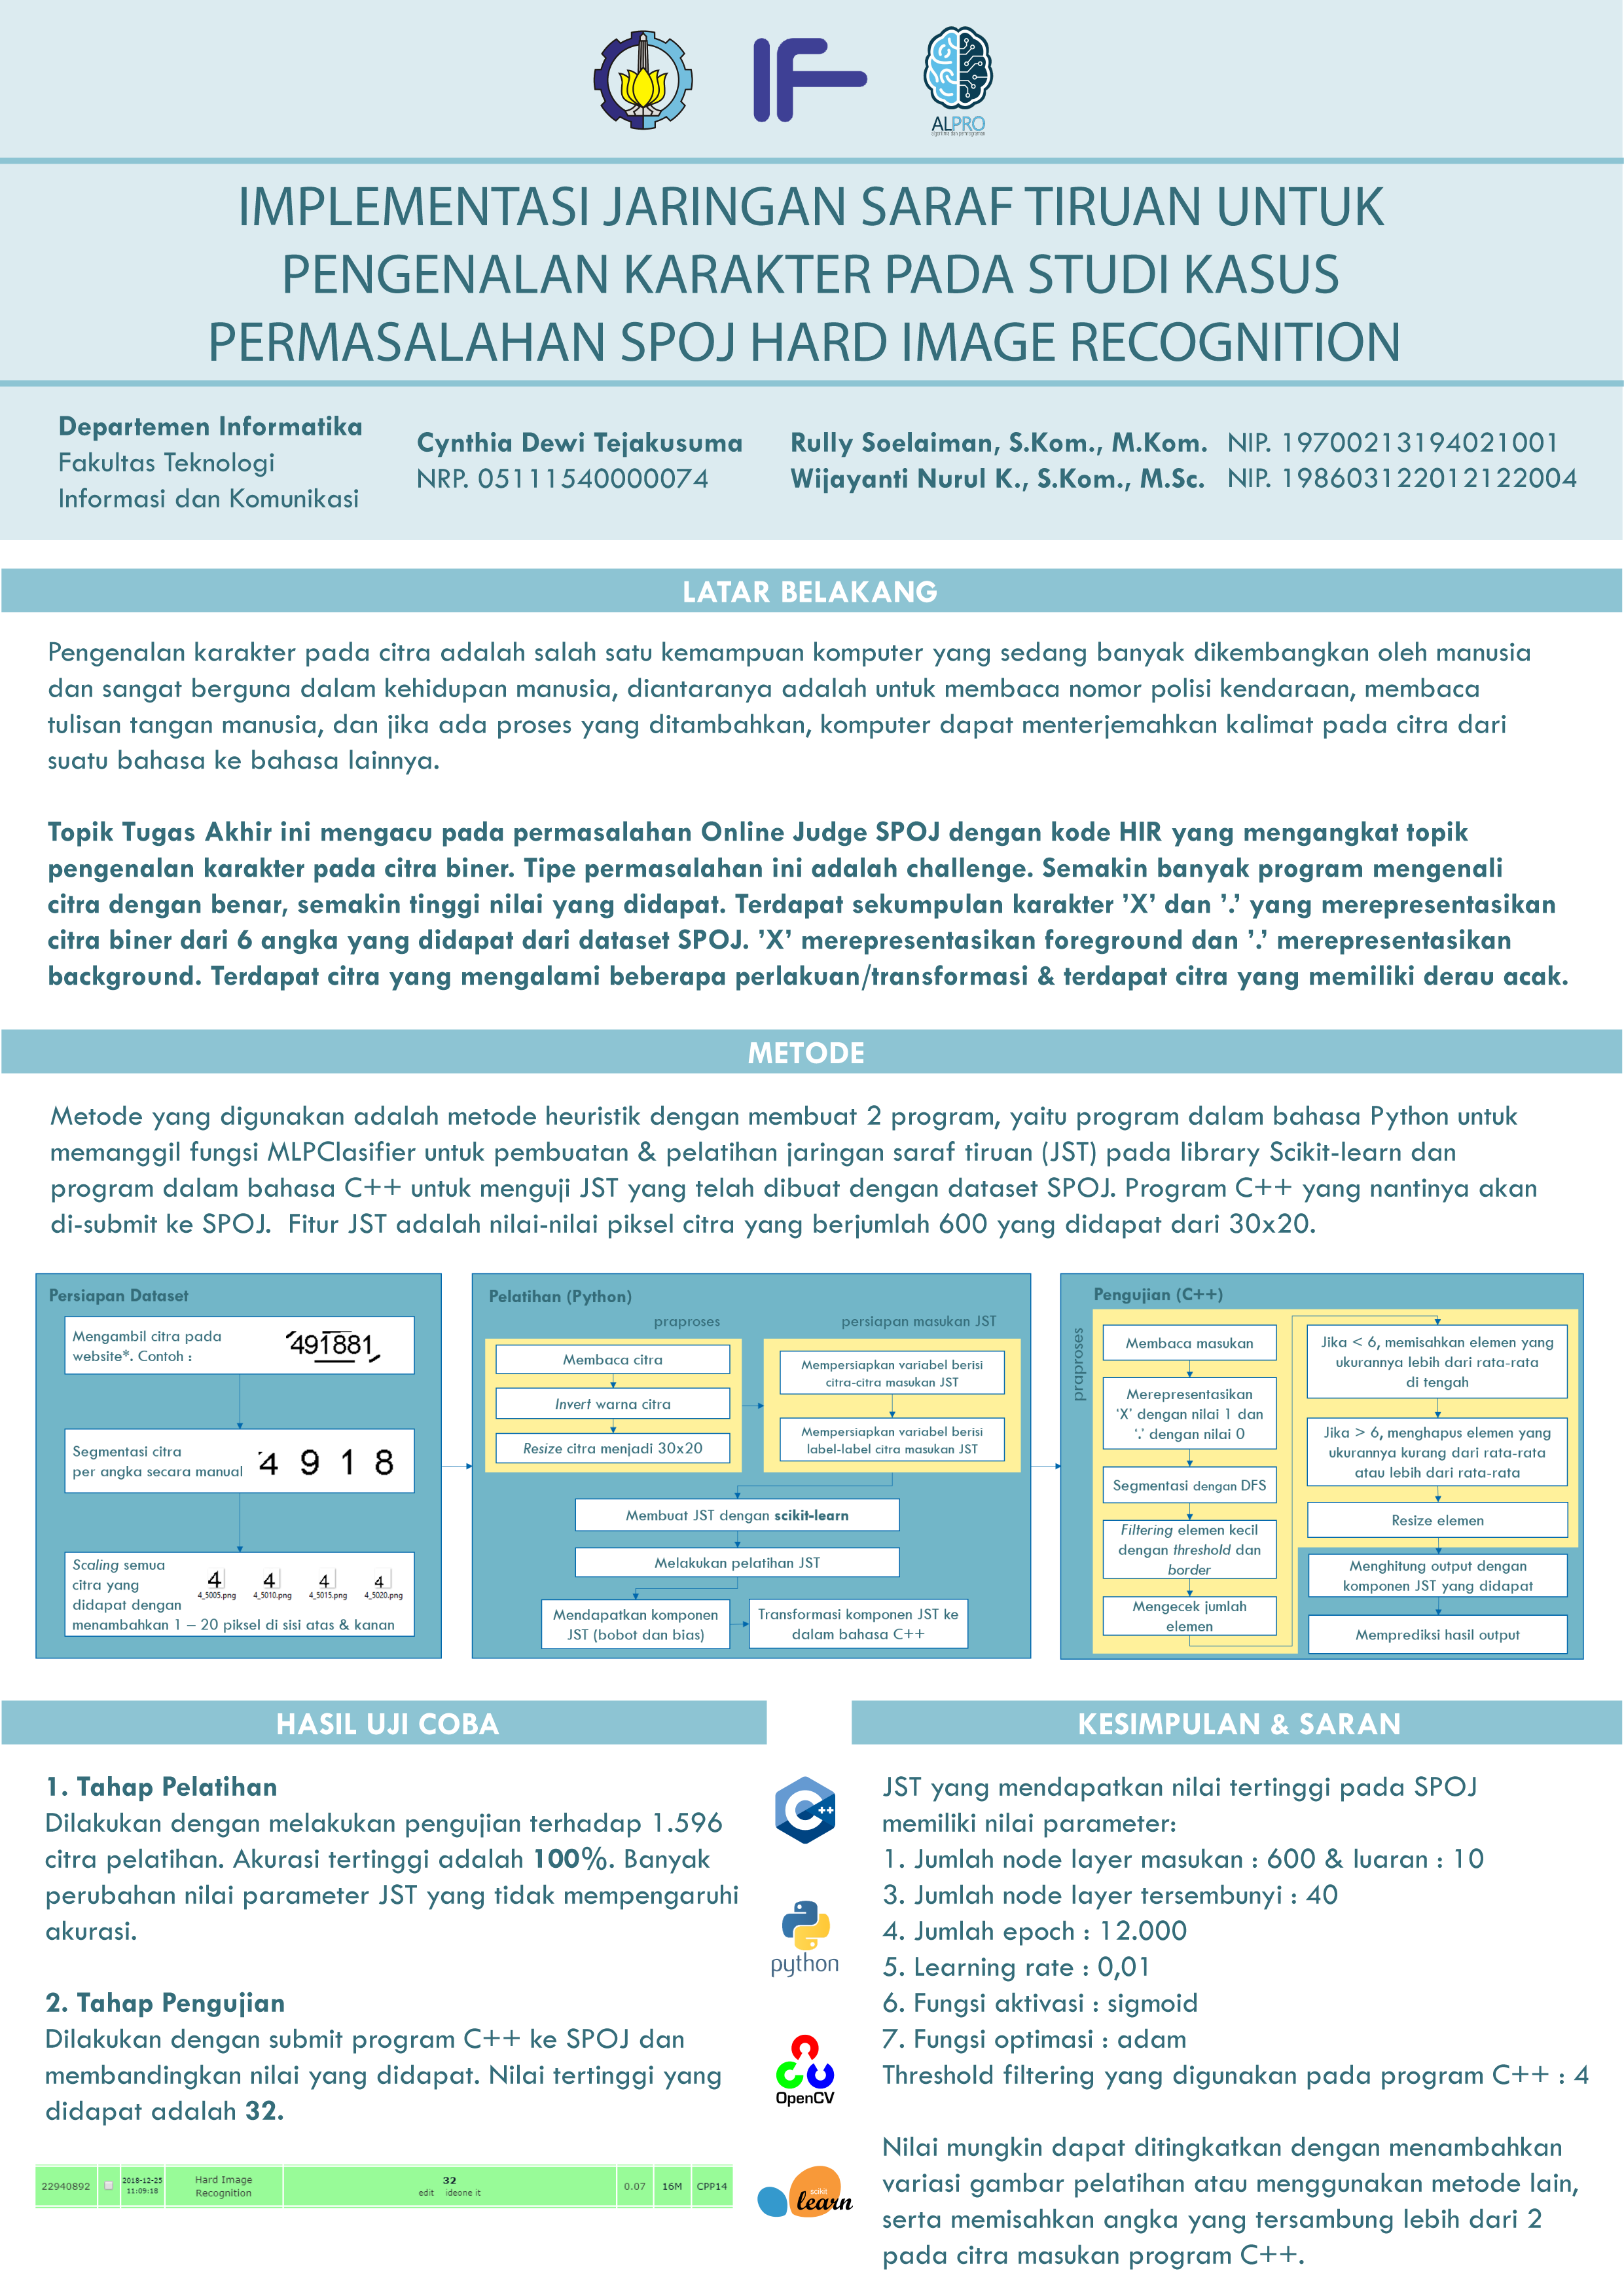 ALPRO
IMPLEMENTASI JARINGAN SARAF TIRUAN UNTUK
PENGENALAN KARAKTER PADA STUDI KASUS
PERMASALAHAN SPOJ HARD IMAGE RECOGNITION
Departemen Informatika
Fakultas Teknologi
Informasi dan Komunikasi
Cynthia Dewi Tejakusuma
NRP. 05111540000074
Rully Soelaiman, S.Kom., M.Kom. NIP. 19700213194021001
Wijayanti Nurul K., S.Kom., M.Sc. NIP. 198603122012122004
LATAR BELAKANG
Pengenalan karakter pada citra adalah salah satu kemampuan komputer yang sedang banyak dikembangkan oleh manusia
dan sangat berguna dalam kehidupan manusia, diantaranya adalah untuk membaca nomor polisi kendaraan, membaca
tulisan tangan manusia, dan jika ada proses yang ditambahkan, komputer dapat menterjemahkan kalimat pada citra dari
suatu bahasa ke bahasa lainnya.
Topik Tugas Akhir ini mengacu pada permasalahan Online Judge SPOJ dengan kode HIR yang mengangkat topik
pengenalan karakter pada citra biner. Tipe permasalahan ini adalah challenge. Semakin banyak program mengenali
citra dengan benar, semakin tinggi nilai yang didapat. Terdapat sekumpulan karakter ’X’ dan ’.’ yang merepresentasikan
citra biner dari 6 angka yang didapat dari dataset SPOJ. ’X’ merepresentasikan foreground dan ’.’ merepresentasikan
background. Terdapat citra yang mengalami beberapa perlakuan/transformasi & terdapat citra yang memiliki derau acak.
METODE
Metode yang digunakan adalah metode heuristik dengan membuat 2 program, yaitu program dalam bahasa Python untuk
memanggil fungsi MLPClasifier untuk pembuatan & pelatihan jaringan saraf tiruan (JST) pada library Scikit-learn dan
program dalam bahasa C++ untuk menguji JST yang telah dibuat dengan dataset SPOJ. Program C++ yang nantinya akan
di-submit ke SPOJ. Fitur JST adalah nilai-nilai piksel citra yang berjumlah 600 yang didapat dari 30x20.
Persiapan Dataset
Mengambil citra pada
website*. Contoh :
491881
Segmentasi citra
per angka secara manual
4 9 1 8
Scaling semua
citra yang
didapat dengan
menambahkan 1 – 20 piksel di sisi atas & kanan
4 4 4 4
4_5005.png 4_5010.png 4_5015.png 4_5020.png
Pelatihan (Python)
praproses
Membaca citra
Invert warna citra
Resize citra menjadi 30x20
persiapan masukan JST
Mempersiapkan variabel berisi
citra-citra masukan JST
Mempersiapkan variabel berisi
label-label citra masukan JST
Membuat JST dengan scikit-learn
Melakukan pelatihan JST
Mendapatkan komponen
JST (bobot dan bias)
Transformasi komponen JST ke
dalam bahasa C++
Pengujian (C++)
praproses
Membaca masukan
Merepresentasikan
‘X’ dengan nilai 1 dan
‘.’ dengan nilai 0
Segmentasi dengan DFS
Filtering elemen kecil
dengan threshold dan
border
Mengecek jumlah
elemen
Jika < 6, memisahkan elemen yang
ukurannya lebih dari rata-rata
di tengah
Jika > 6, menghapus elemen yang
ukurannya kurang dari rata-rata
atau lebih dari rata-rata
Resize elemen
Menghitung output dengan
komponen JST yang didapat
Memprediksi hasil output
HASIL UJI COBA
1. Tahap Pelatihan
Dilakukan dengan melakukan pengujian terhadap 1.596
citra pelatihan. Akurasi tertinggi adalah 100%. Banyak
perubahan nilai parameter JST yang tidak mempengaruhi
akurasi.
2. Tahap Pengujian
Dilakukan dengan submit program C++ ke SPOJ dan
membandingkan nilai yang didapat. Nilai tertinggi yang
didapat adalah 32.
22940892
2018-12-25
11:09:18
Hard Image
Recognition
32
edit ideone it
0.07 16M CPP14
C++
python
OpenCV
scikit
learn
KESIMPULAN & SARAN
JST yang mendapatkan nilai tertinggi pada SPOJ
memiliki nilai parameter:
1. Jumlah node layer masukan : 600 & luaran : 10
3. Jumlah node layer tersembunyi : 40
4. Jumlah epoch : 12.000
5. Learning rate : 0,01
6. Fungsi aktivasi : sigmoid
7. Fungsi optimasi : adam
Threshold filtering yang digunakan pada program C++ : 4
Nilai mungkin dapat ditingkatkan dengan menambahkan
variasi gambar pelatihan atau menggunakan metode lain,
serta memisahkan angka yang tersambung lebih dari 2
pada citra masukan program C++.